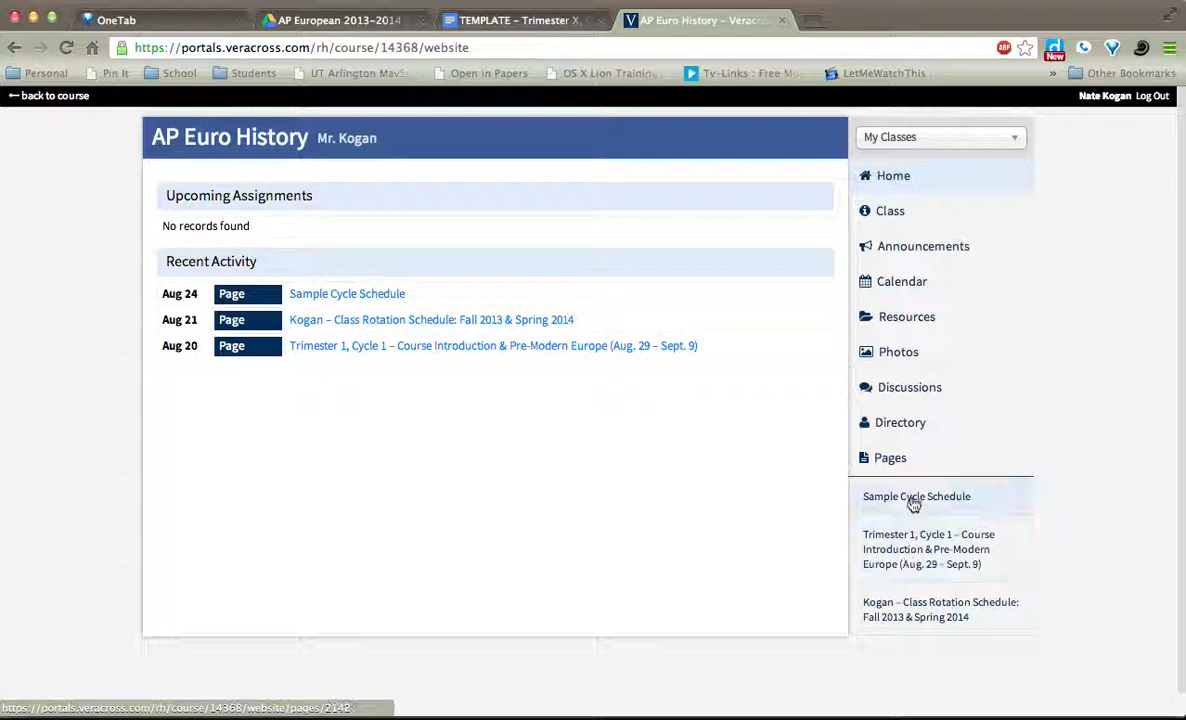 OneTab
AP European 2013-2014
TEMPLATE - Trimester X,
AP Euro History - Veracross
https://portals.veracross.com/rh/course/14368/website
ABP
New
Personal
Pin It
School
Students
UT Arlington Mav
Open in Papers
OS X Lion Training,
Tv-Links : Free Mo
LetMeWatchThis
»
Other Bookmarks
← back to course
Nate Kogan Log Out
AP Euro History Mr. Kogan
My Classes
Upcoming Assignments
No records found
Recent Activity
Aug 24 Page Sample Cycle Schedule
Aug 21 Page Kogan – Class Rotation Schedule: Fall 2013 & Spring 2014
Aug 20 Page Trimester 1, Cycle 1 – Course Introduction & Pre-Modern Europe (Aug. 29 – Sept. 9)
Home
Class
Announcements
Calendar
Resources
Photos
Discussions
Directory
Pages
Sample Cycle Schedule
Trimester 1, Cycle 1 – Course
Introduction & Pre-Modern
Europe (Aug. 29 – Sept. 9)
Kogan – Class Rotation Schedule:
Fall 2013 & Spring 2014
https://portals.veracross.com/rh/course/14368/website/pages/2142